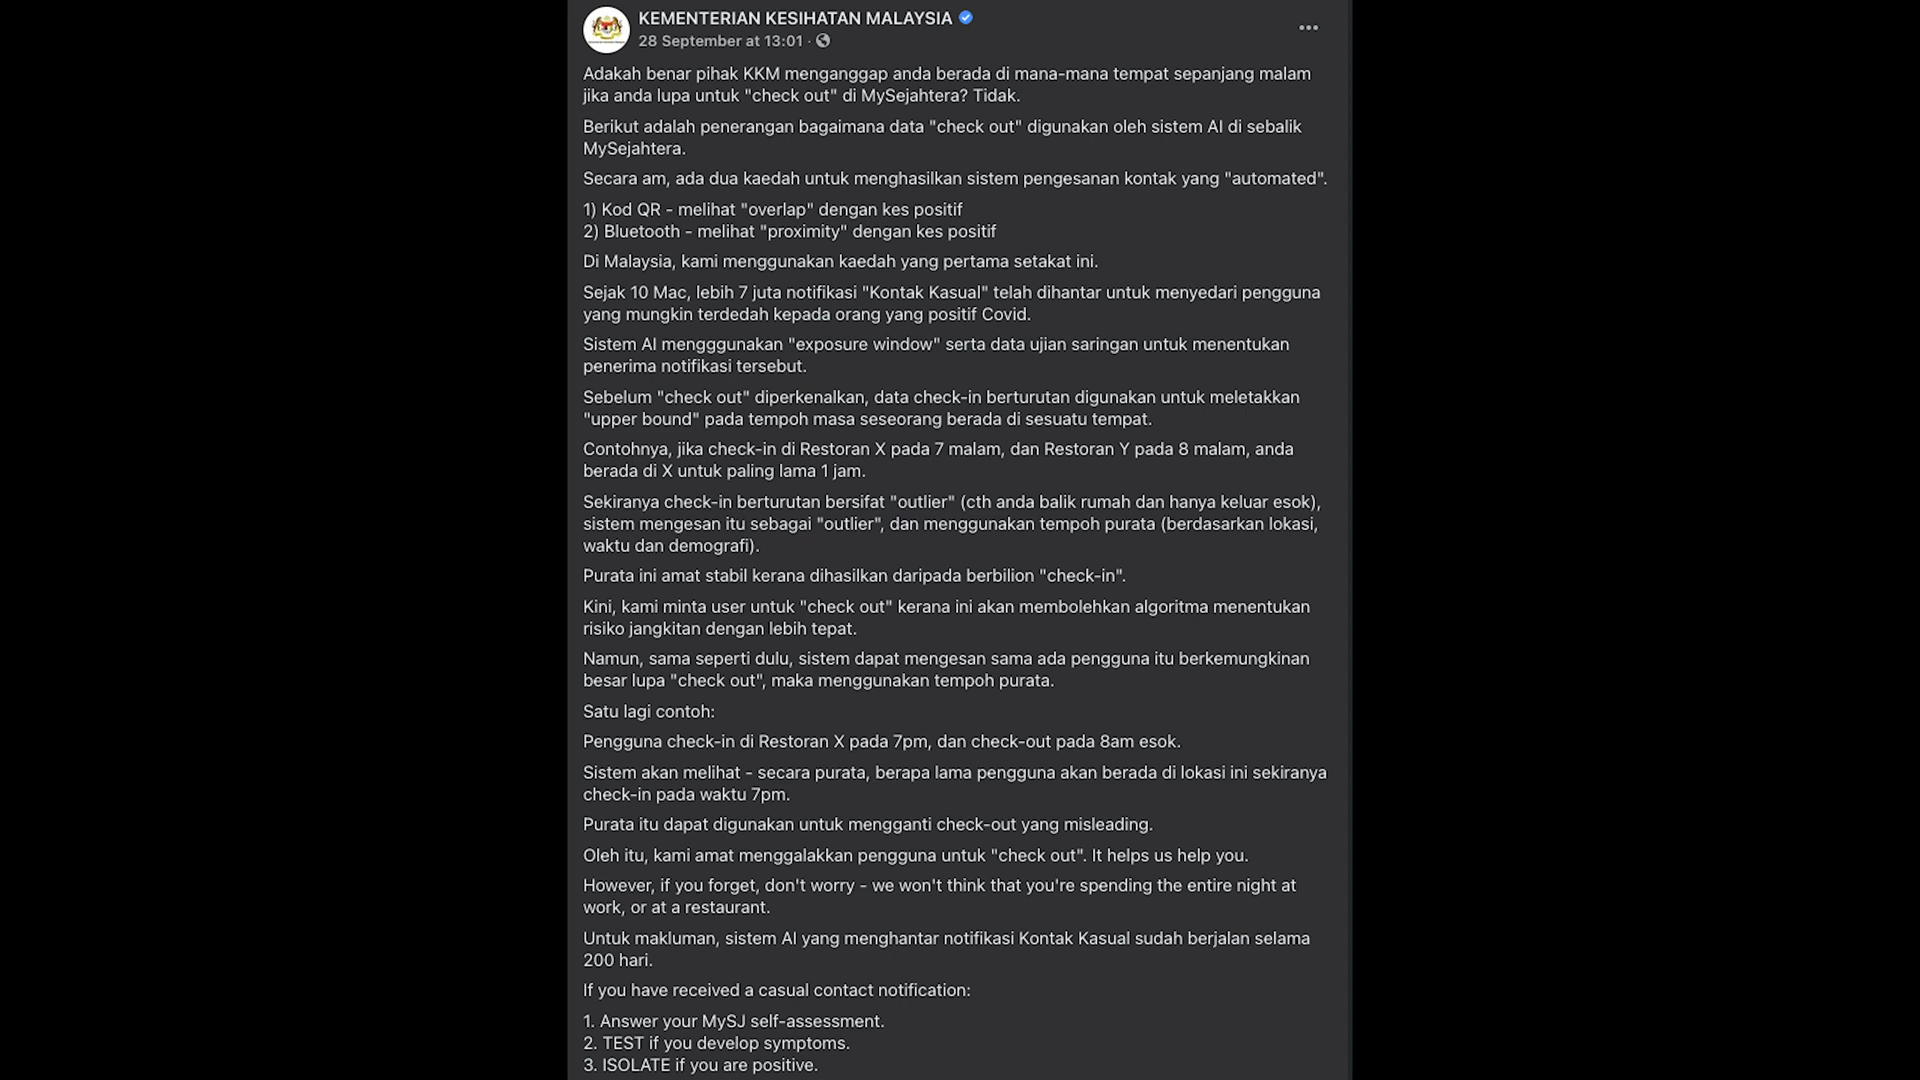 KEMENTERIAN KESIHATAN MALAYSIA
28 September at 13:01 ·
Adakah benar pihak KKM menganggap anda berada di mana-mana tempat sepanjang malam
jika anda lupa untuk "check out" di MySejahtera? Tidak.
Berikut adalah penerangan bagaimana data "check out" digunakan oleh sistem AI di sebalik
MySejahtera.
Secara am, ada dua kaedah untuk menghasilkan sistem pengesanan kontak yang "automated".
1) Kod QR - melihat "overlap" dengan kes positif
2) Bluetooth - melihat "proximity" dengan kes positif
Di Malaysia, kami menggunakan kaedah yang pertama setakat ini.
Sejak 10 Mac, lebih 7 juta notifikasi "Kontak Kasual" telah dihantar untuk menyedari pengguna
yang mungkin terdedah kepada orang yang positif Covid.
Sistem AI mengggunakan "exposure window" serta data ujian saringan untuk menentukan
penerima notifikasi tersebut.
Sebelum "check out" diperkenalkan, data check-in berturutan digunakan untuk meletakkan
"upper bound" pada tempoh masa seseorang berada di sesuatu tempat.
Contohnya, jika check-in di Restoran X pada 7 malam, dan Restoran Y pada 8 malam, anda
berada di X untuk paling lama 1 jam.
Sekiranya check-in berturutan bersifat "outlier" (cth anda balik rumah dan hanya keluar esok),
sistem mengesan itu sebagai "outlier", dan menggunakan tempoh purata (berdasarkan lokasi,
waktu dan demografi).
Purata ini amat stabil kerana dihasilkan daripada berbilion "check-in".
Kini, kami minta user untuk "check out" kerana ini akan membolehkan algoritma menentukan
risiko jangkitan dengan lebih tepat.
Namun, sama seperti dulu, sistem dapat mengesan sama ada pengguna itu berkemungkinan
besar lupa "check out", maka menggunakan tempoh purata.
Satu lagi contoh:
Pengguna check-in di Restoran X pada 7pm, dan check-out pada 8am esok.
Sistem akan melihat - secara purata, berapa lama pengguna akan berada di lokasi ini sekiranya
check-in pada waktu 7pm.
Purata itu dapat digunakan untuk mengganti check-out yang misleading.
Oleh itu, kami amat menggalakkan pengguna untuk "check out". It helps us help you.
However, if you forget, don't worry - we won't think that you're spending the entire night at
work, or at a restaurant.
Untuk makluman, sistem AI yang menghantar notifikasi Kontak Kasual sudah berjalan selama
200 hari.
If you have received a casual contact notification:
1. Answer your MySJ self-assessment.
2. TEST if you develop symptoms.
3. ISOLATE if you are positive.